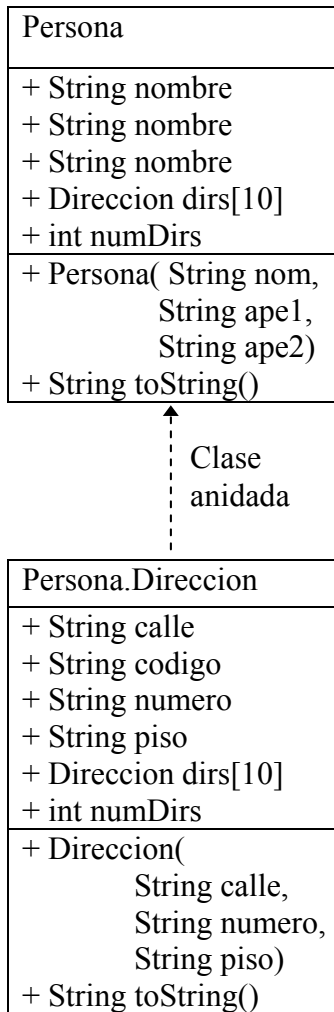 Persona
+ String nombre
+ String nombre
+ String nombre
+ Direccion dirs[10]
+ int numDirs
+ Persona( String nom,
String ape1,
String ape2)
+ String toString()
Clase
anidada
Persona.Direccion
+ String calle
+ String codigo
+ String numero
+ String piso
+ Direccion dirs[10]
+ int numDirs
+ Direccion(
String calle,
String numero,
String piso)
+ String toString()